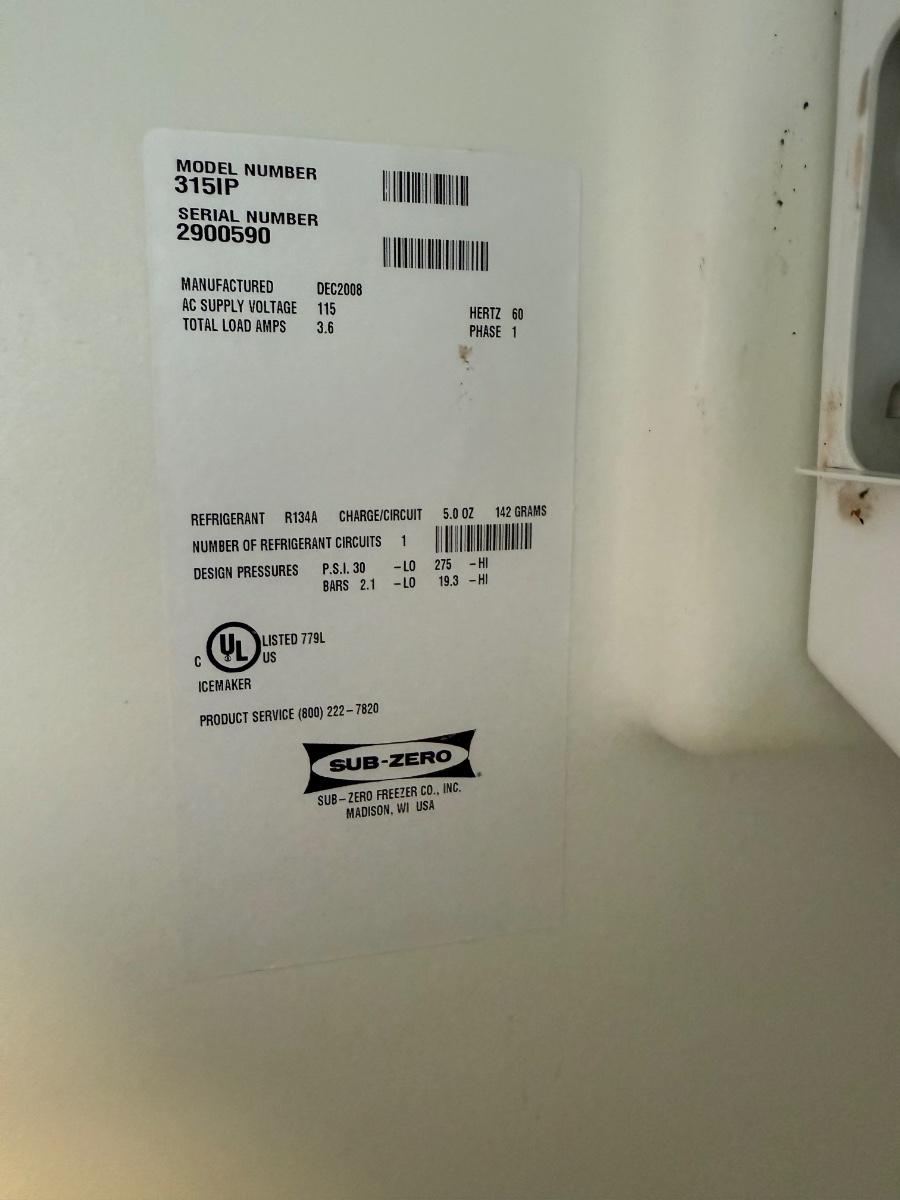 MODEL NUMBER
315IP
SERIAL NUMBER
2900590
MANUFACTURED DEC2008
AC SUPPLY VOLTAGE 115 HERTZ 60
TOTAL LOAD AMPS 3.6 PHASE 1
REFRIGERANT R134A CHARGE/CIRCUIT 5.0 OZ 142 GRAMS
NUMBER OF REFRIGERANT CIRCUITS 1
DESIGN PRESSURES P.S.I. 30 -LO 275 -HI
BARS 2.1 -LO 19.3 -HI
C UL LISTED 779L
US
ICEMAKER
PRODUCT SERVICE (800) 222-7820
SUB-ZERO
SUB-ZERO FREEZER CO., INC.
MADISON, WI USA